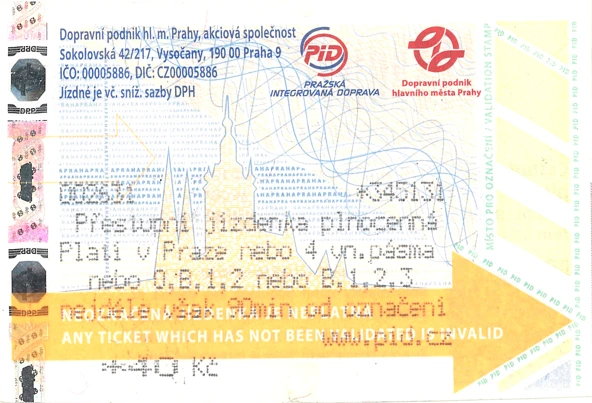 Dopravní podnik hl. m. Prahy, akciová společnost
Sokolovská 42/217, Vysočany, 190 00 Praha 9
IČO: 00005886, DIČ: CZ00005886
Jízdné je vč. sníž. sazby DPH
PID
PRAŽSKÁ
INTEGROVANÁ DOPRAVA
Dopravní podnik
hlavního města Prahy
*345131
Přestupní jízdenka plnocenná
Platí v Praze nebo 4 vn.pásma
nebo 0,B,1,2 nebo B,1,2,3
nejdéle však 90min od označení
NEOZNAČENÁ JÍZDENKA JE NEPLATNÁ
ANY TICKET WHICH HAS NOT BEEN VALIDATED IS INVALID
www.pid.cz
**40 Kč
MÍSTO PRO OZNAČENÍ / VALIDATION STAMP